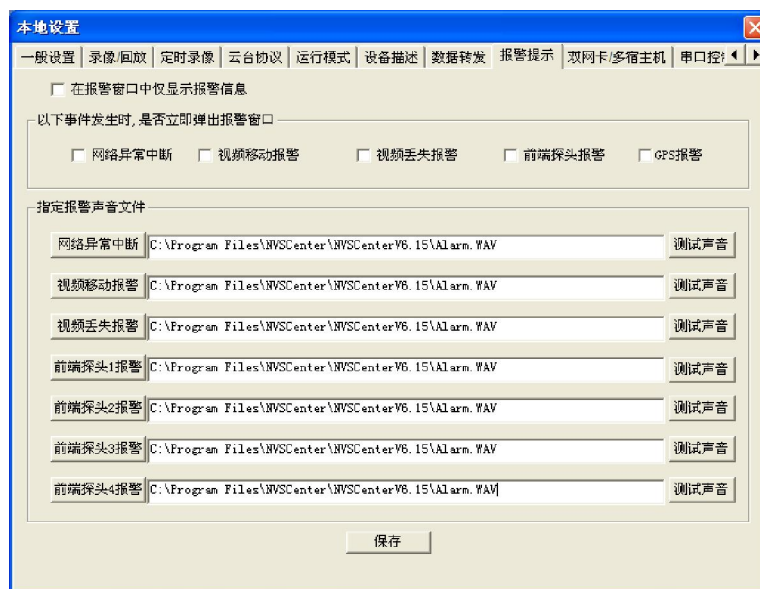 本地设置
一般设置 录像/回放 定时录像 云台协议 运行模式 设备描述 数据转发 报警提示 双网卡/多宿主机 串口控
在报警窗口中仅显示报警信息
以下事件发生时,是否立即弹出报警窗口
网络异常中断 视频移动报警 视频丢失报警 前端探头报警 GPS报警
指定报警声音文件
网络异常中断 C:\Program Files\NVSCenter\NVSCenterV6.15\Alarm.WAV 测试声音
视频移动报警 C:\Program Files\NVSCenter\NVSCenterV6.15\Alarm.WAV 测试声音
视频丢失报警 C:\Program Files\NVSCenter\NVSCenterV6.15\Alarm.WAV 测试声音
前端探头1报警 C:\Program Files\NVSCenter\NVSCenterV6.15\Alarm.WAV 测试声音
前端探头2报警 C:\Program Files\NVSCenter\NVSCenterV6.15\Alarm.WAV 测试声音
前端探头3报警 C:\Program Files\NVSCenter\NVSCenterV6.15\Alarm.WAV 测试声音
前端探头4报警 C:\Program Files\NVSCenter\NVSCenterV6.15\Alarm.WAV 测试声音
保存